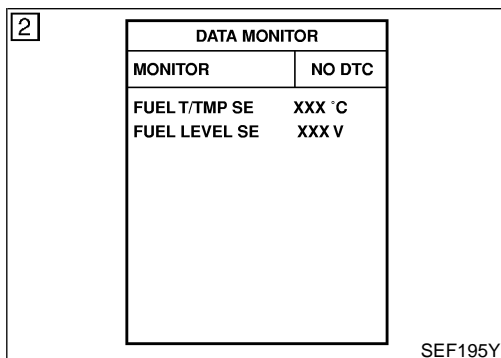 2
DATA MONITOR
MONITOR NO DTC
FUEL T/TMP SE XXX °C
FUEL LEVEL SE XXX V
SEF195Y